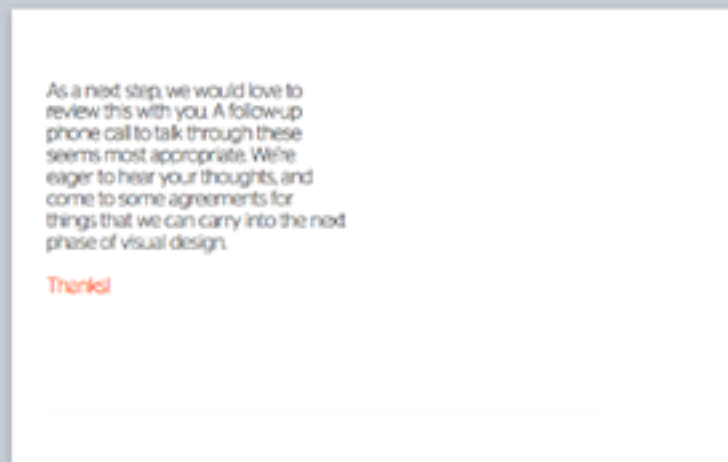 As a next step, we would love to
review this with you. A follow-up
phone call to talk through these
seems most appropriate. We're
eager to hear your thoughts, and
come to some agreements for
things that we can carry into the next
phase of visual design.
Thanks!